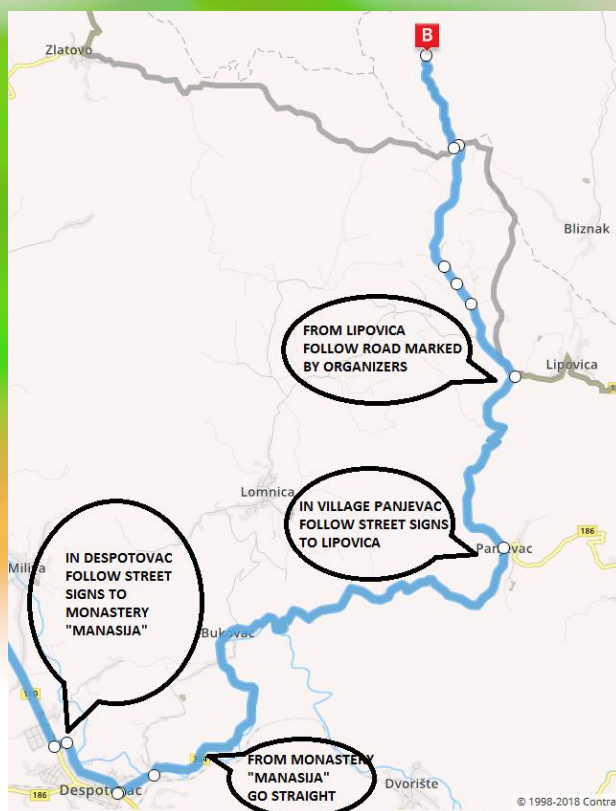 B
Zlatovo
Bliznak
FROM LIPOVICA
FOLLOW ROAD MARKED
BY ORGANIZERS
Lipovica
Lomnica
IN VILLAGE PANJEVAC
FOLLOW STREET SIGNS
TO LIPOVICA
186
Panjevac
IN DESPOTOVAC
FOLLOW STREET
SIGNS TO
MONASTERY
"MANASIJA"
Bukovac
FROM MONASTERY
"MANASIJA"
GO STRAIGHT
Dvorište
186
© 1998-2018